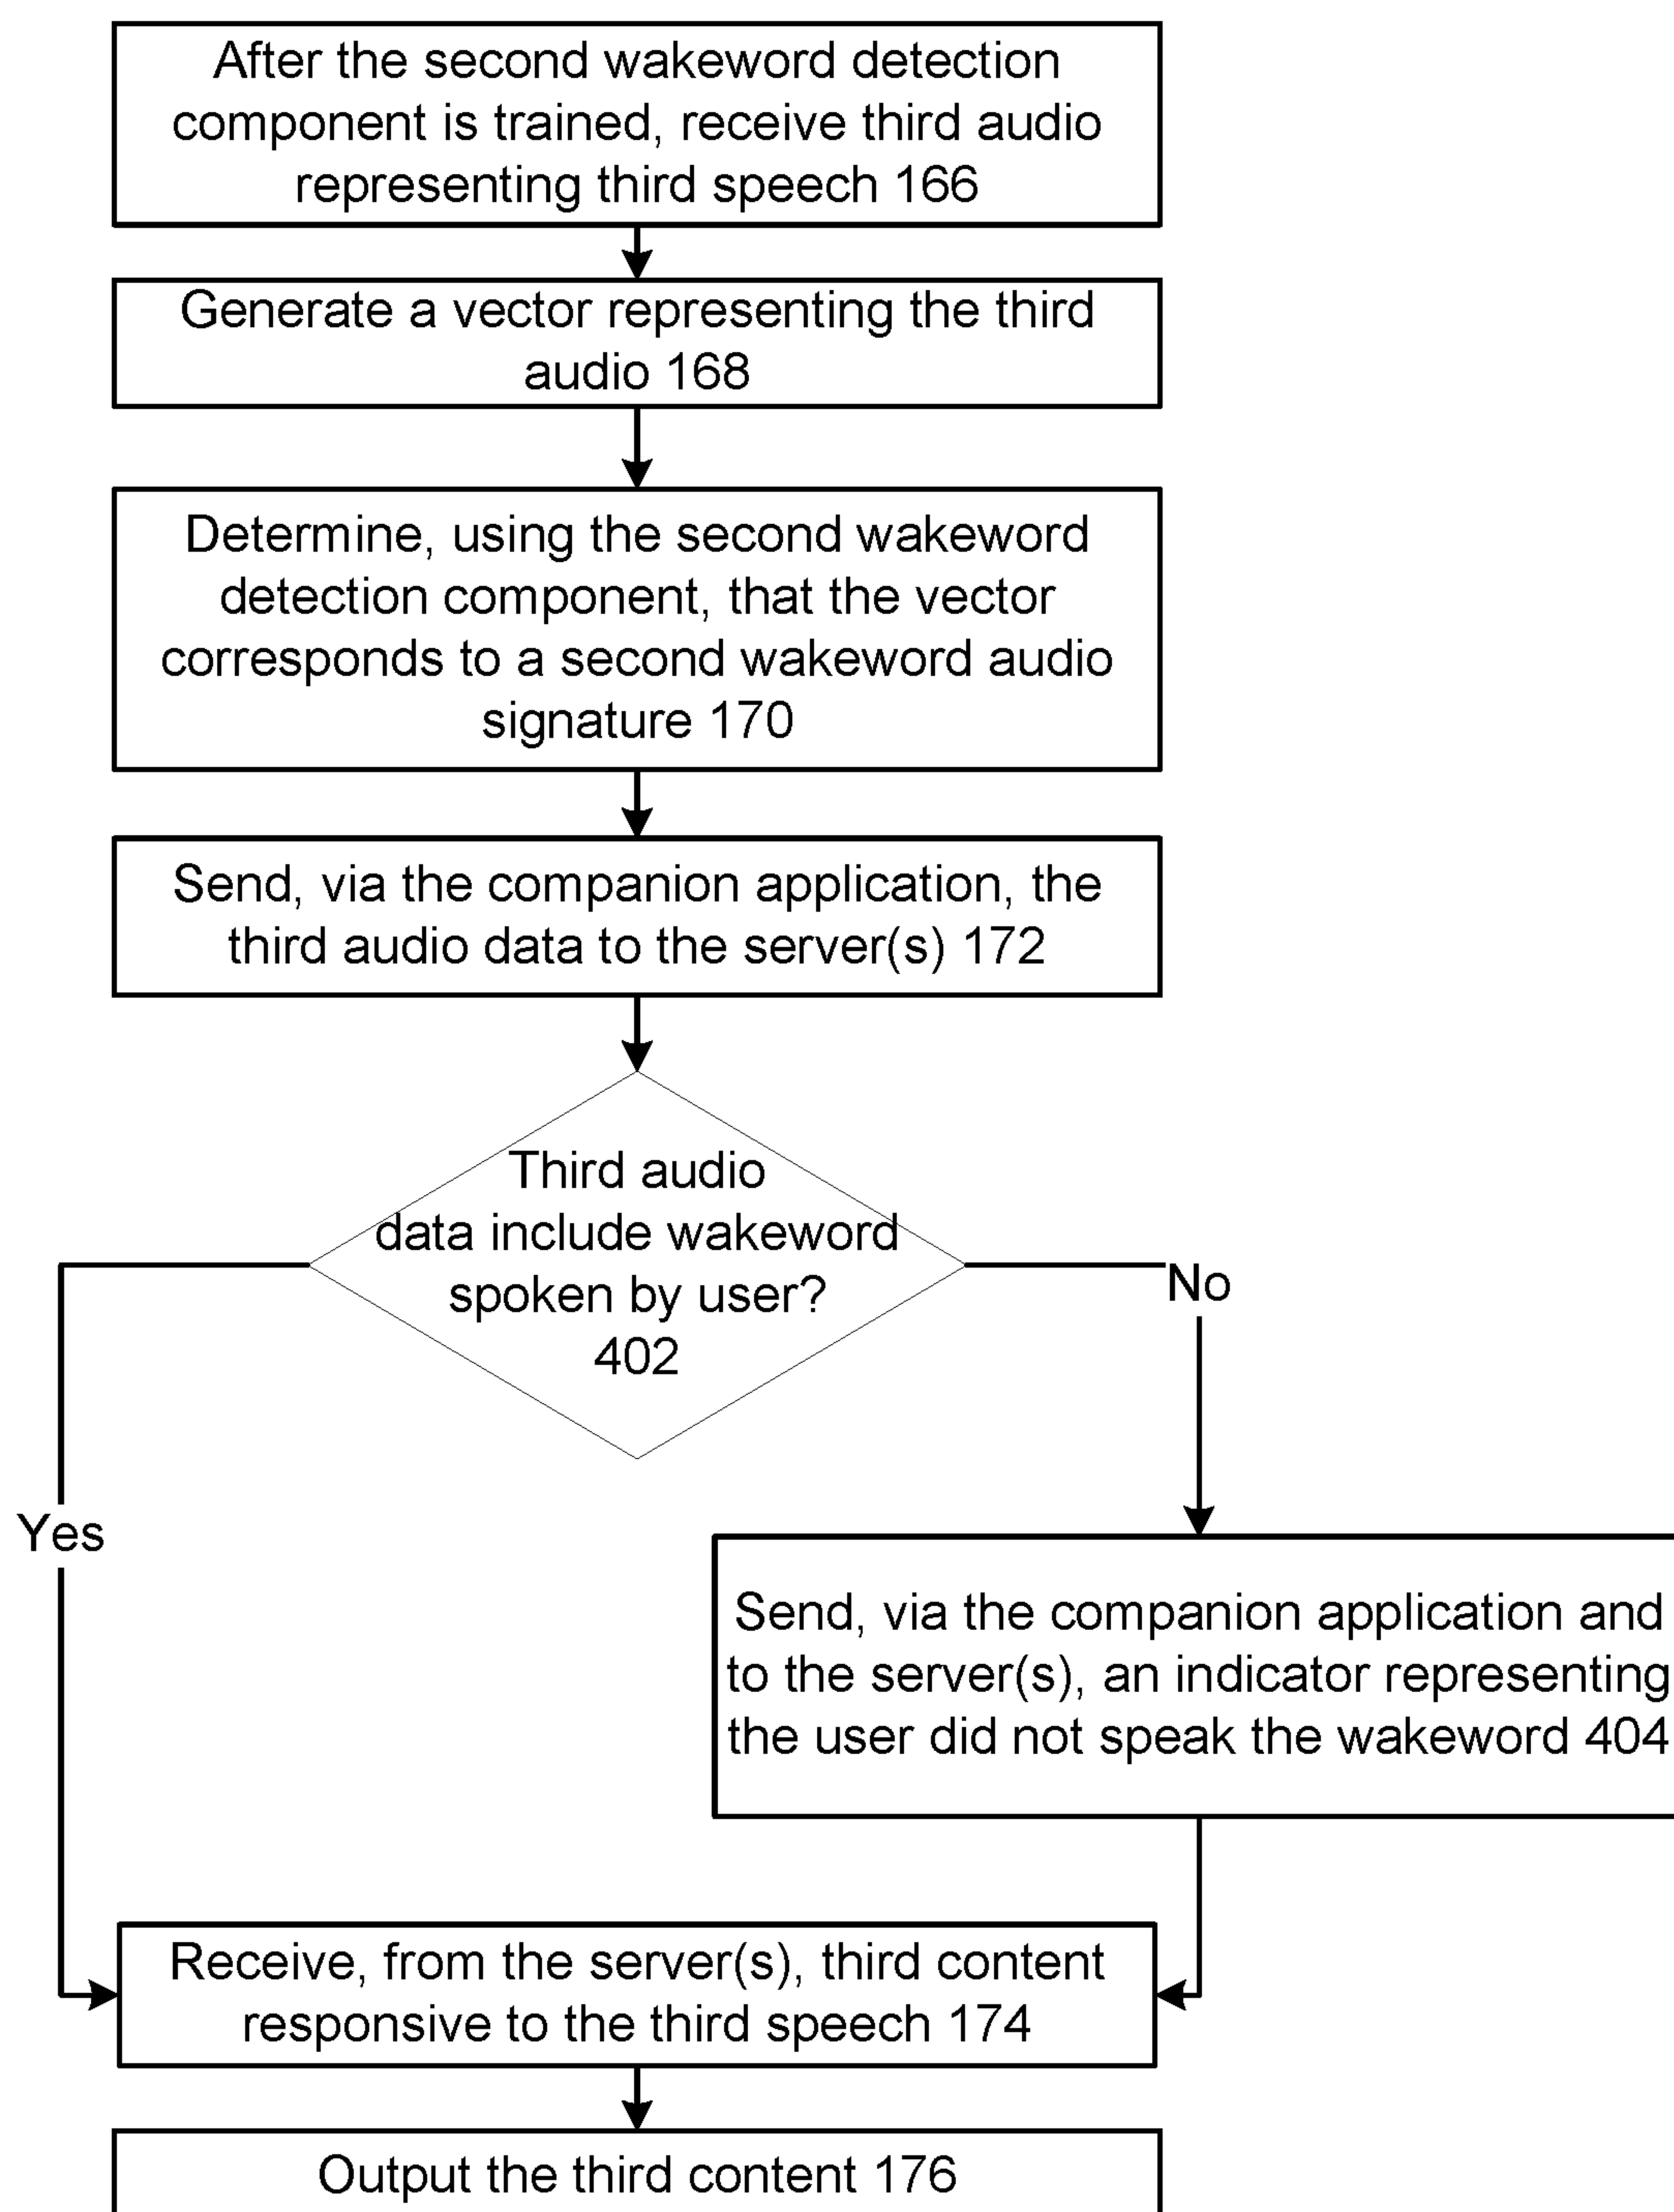 After the second wakeword detection
component is trained, receive third audio
representing third speech 166
Generate a vector representing the third
audio 168
Determine, using the second wakeword
detection component, that the vector
corresponds to a second wakeword audio
signature 170
Send, via the companion application, the
third audio data to the server(s) 172
Third audio
data include wakeword
spoken by user?
402
No
Yes
Send, via the companion application and
to the server(s), an indicator representing
the user did not speak the wakeword 404
Receive, from the server(s), third content
responsive to the third speech 174
Output the third content 176